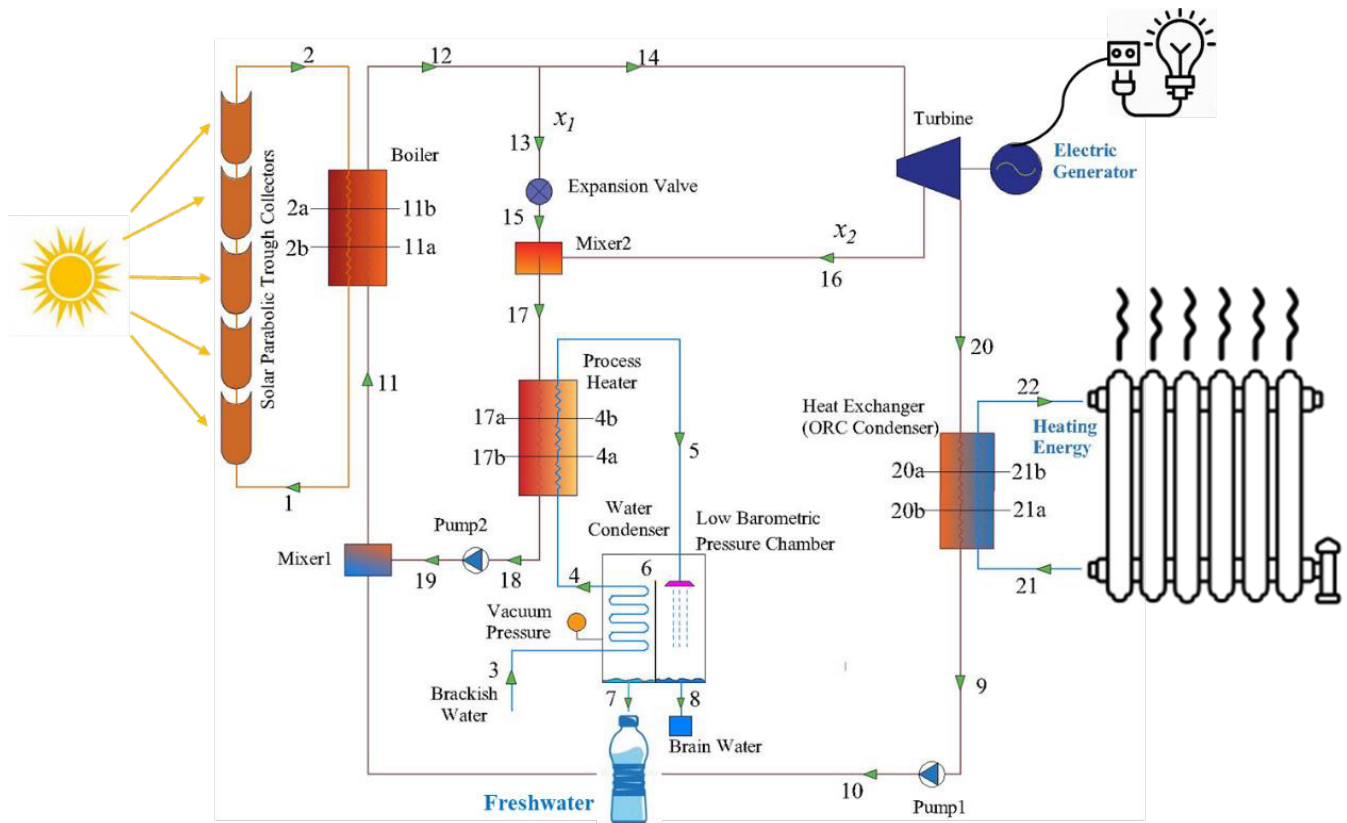 2
12
14
x1
13
Turbine
Electric
Generator
Boiler
Expansion Valve
2a
11b
2b
11a
Solar Parabolic Trough Collectors
15
Mixer2
x2
16
17
20
Process
Heater
22
11
17a
4b
Heat Exchanger
(ORC Condenser)
Heating
Energy
17b
4a
5
20a
21b
20b
21a
1
Water
Condenser
Low Barometric
Pressure Chamber
Pump2
Mixer1
19
18
4
6
21
Vacuum
Pressure
3
Brackish
Water
7
8
9
Brain Water
10
Pump1
Freshwater